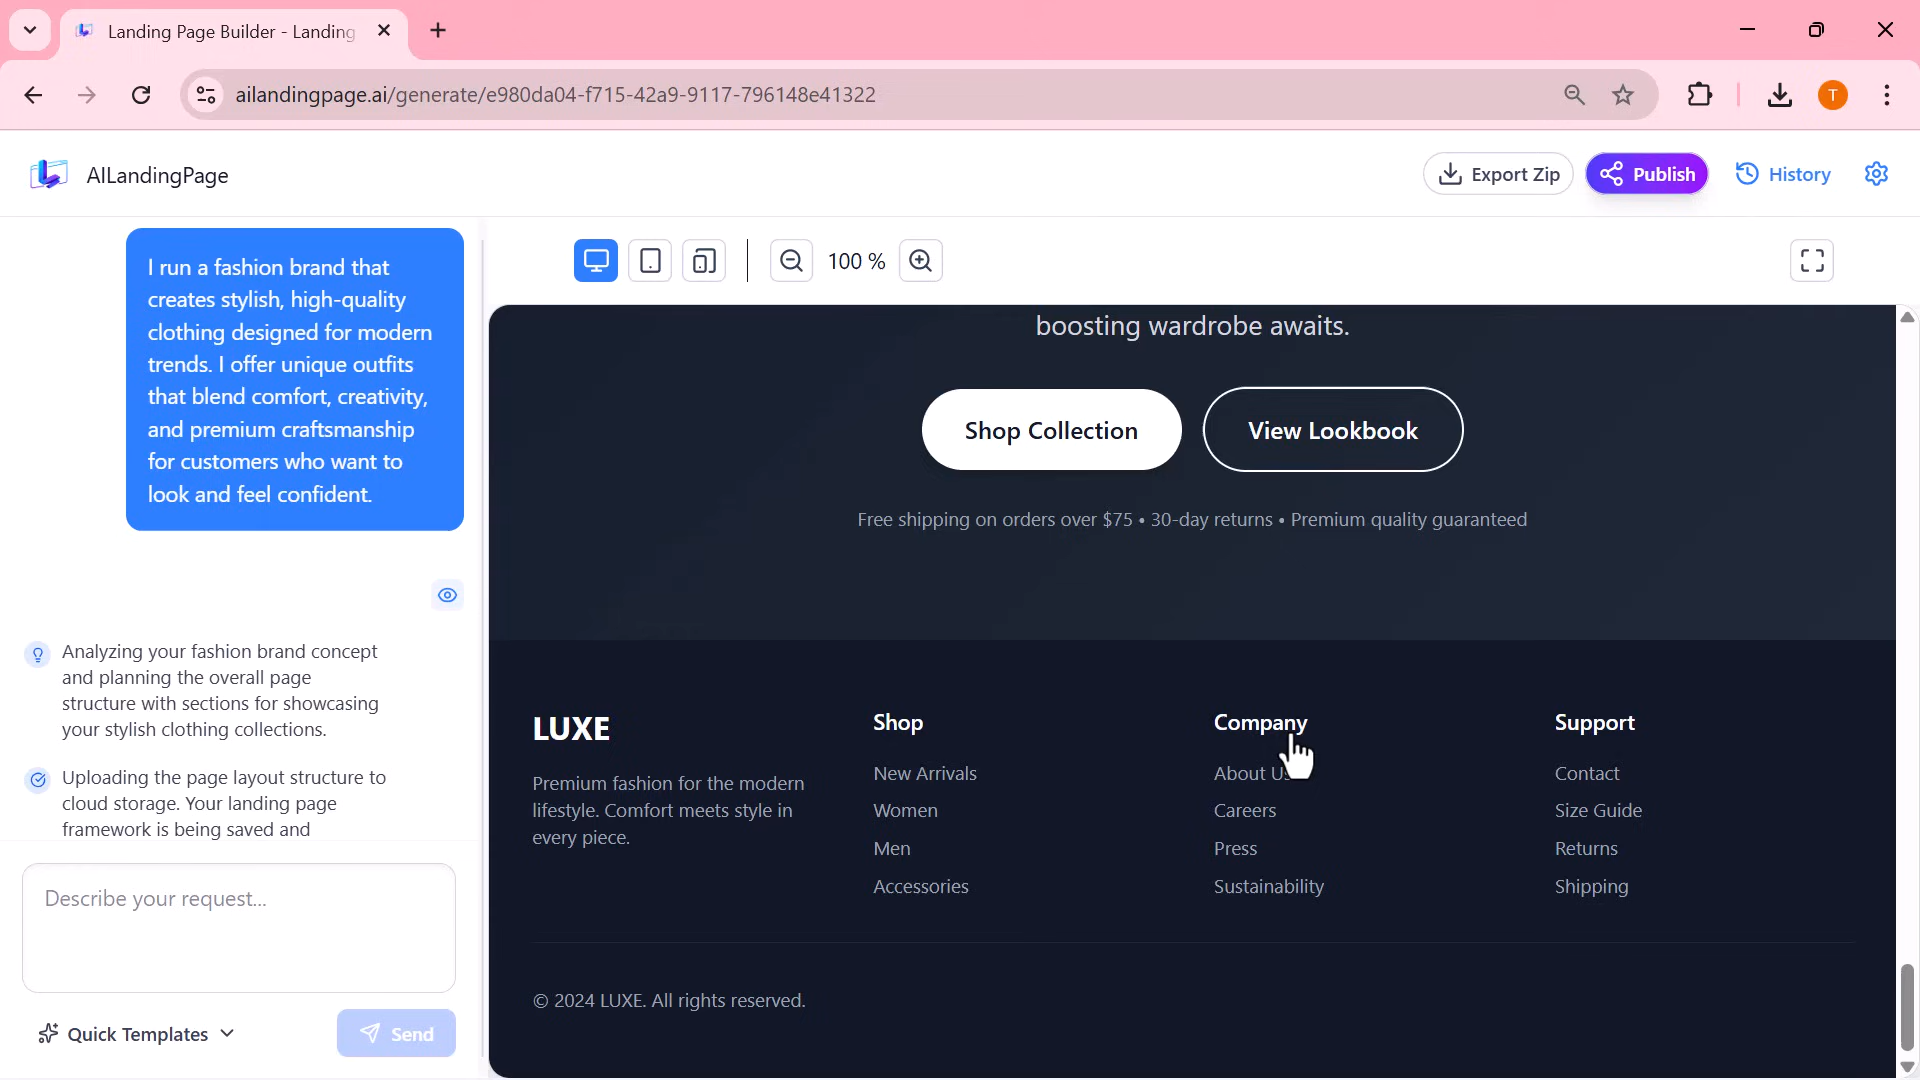 Landing Page Builder - Landing
ailandingpage.ai/generate/e980da04-f715-42a9-9117-796148e41322
T
AILandingPage
Export Zip
Publish
History
I run a fashion brand that
creates stylish, high-quality
clothing designed for modern
trends. I offer unique outfits
that blend comfort, creativity,
and premium craftsmanship
for customers who want to
look and feel confident.
Analyzing your fashion brand concept
and planning the overall page
structure with sections for showcasing
your stylish clothing collections.
Uploading the page layout structure to
cloud storage. Your landing page
framework is being saved and
Describe your request...
Quick Templates
Send
100 %
boosting wardrobe awaits.
Shop Collection
View Lookbook
Free shipping on orders over $75 • 30-day returns • Premium quality guaranteed
LUXE
Premium fashion for the modern
lifestyle. Comfort meets style in
every piece.
Shop
New Arrivals
Women
Men
Accessories
Company
About Us
Careers
Press
Sustainability
Support
Contact
Size Guide
Returns
Shipping
© 2024 LUXE. All rights reserved.